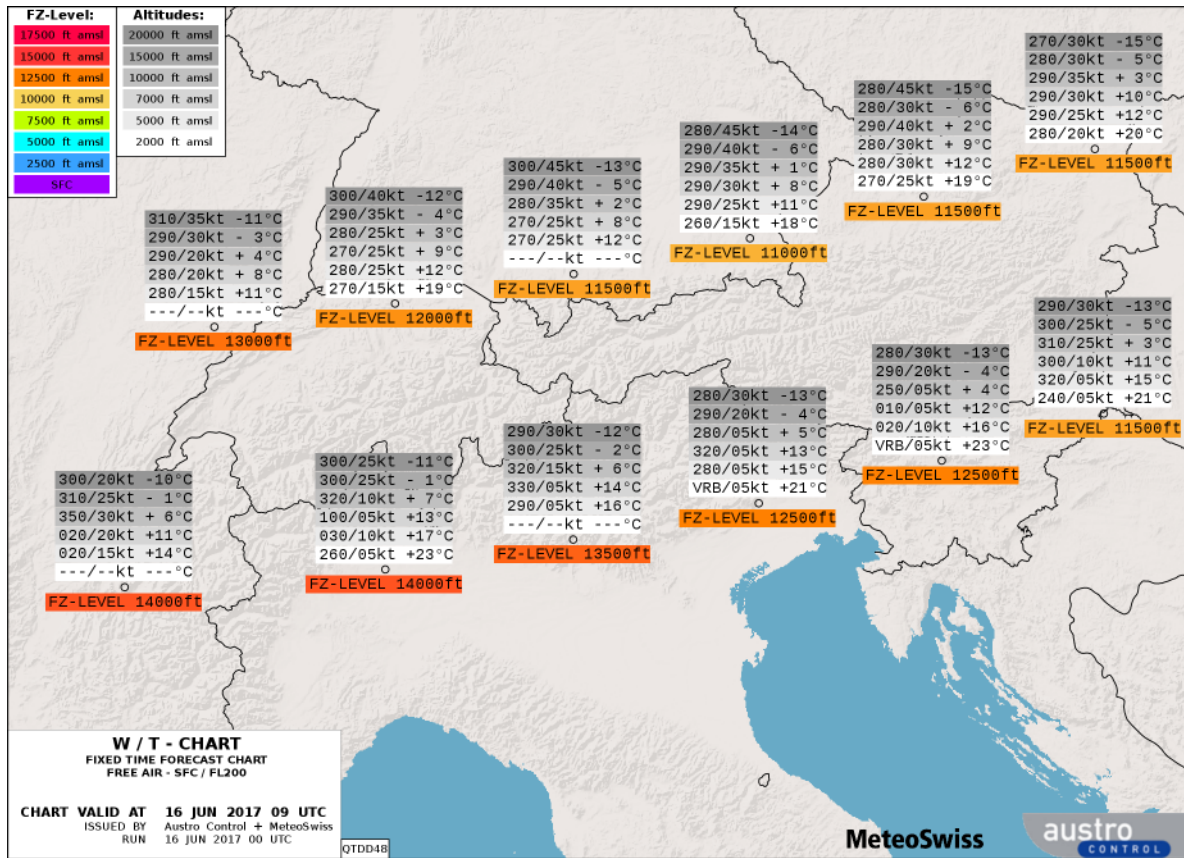 FZ-Level:
17500 ft amsl
15000 ft amsl
12500 ft amsl
10000 ft amsl
7500 ft amsl
5000 ft amsl
2500 ft amsl
SFC
Altitudes:
20000 ft amsl
15000 ft amsl
10000 ft amsl
7000 ft amsl
5000 ft amsl
2000 ft amsl
270/30kt -15°C
280/30kt - 5°C
290/35kt + 3°C
290/30kt +10°C
290/25kt +12°C
280/20kt +20°C
FZ-LEVEL 11500ft
280/45kt -15°C
280/30kt - 6°C
290/40kt + 2°C
280/30kt + 9°C
280/30kt +12°C
270/25kt +19°C
FZ-LEVEL 11500ft
280/45kt -14°C
290/40kt - 6°C
290/35kt + 1°C
290/30kt + 8°C
290/25kt +11°C
260/15kt +18°C
FZ-LEVEL 11000ft
300/45kt -13°C
290/40kt - 5°C
280/35kt + 2°C
270/25kt + 8°C
270/25kt +12°C
---/--kt ---°C
FZ-LEVEL 11500ft
300/40kt -12°C
290/35kt - 4°C
280/25kt + 3°C
270/25kt + 9°C
280/25kt +12°C
270/15kt +19°C
FZ-LEVEL 12000ft
310/35kt -11°C
290/30kt - 3°C
290/20kt + 4°C
280/20kt + 8°C
280/15kt +11°C
---/--kt ---°C
FZ-LEVEL 13000ft
290/30kt -13°C
300/25kt - 5°C
310/25kt + 3°C
300/10kt +11°C
320/05kt +15°C
240/05kt +21°C
FZ-LEVEL 11500ft
280/30kt -13°C
290/20kt - 4°C
250/05kt + 4°C
010/05kt +12°C
020/10kt +16°C
VRB/05kt +23°C
FZ-LEVEL 12500ft
280/30kt -13°C
290/20kt - 4°C
280/05kt + 5°C
320/05kt +13°C
280/05kt +15°C
VRB/05kt +21°C
FZ-LEVEL 12500ft
290/30kt -12°C
300/25kt - 2°C
320/15kt + 6°C
330/05kt +14°C
290/05kt +16°C
---/--kt ---°C
FZ-LEVEL 13500ft
300/25kt -11°C
300/25kt - 1°C
320/10kt + 7°C
100/05kt +13°C
030/10kt +17°C
260/05kt +23°C
FZ-LEVEL 14000ft
300/20kt -10°C
310/25kt - 1°C
350/30kt + 6°C
020/20kt +11°C
020/15kt +14°C
---/--kt ---°C
FZ-LEVEL 14000ft
W / T - CHART
FIXED TIME FORECAST CHART
FREE AIR - SFC / FL200
CHART VALID AT 16 JUN 2017 09 UTC
ISSUED BY Austro Control + MeteoSwiss
RUN 16 JUN 2017 00 UTC
QTDD48
MeteoSwiss
austro
CONTROL